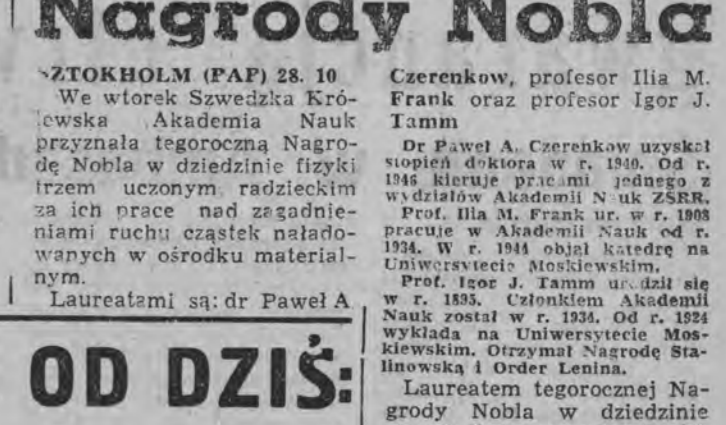 Nagrody Nobla
SZTOKHOLM (PAP) 28. 10
We wtorek Szwedzka Kró-
lewska Akademia Nauk
przyznała tegoroczną Nagro-
dę Nobla w dziedzinie fizyki
trzem uczonym radzieckim
za ich prace nad zagadnie-
niami ruchu cząstek nałado-
wanych w ośrodku material-
nym.
Laureatami są: dr Paweł A
Czerenkow, profesor Ilia M.
Frank oraz profesor Igor J.
Tamm
Dr Paweł A. Czerenkow uzyskał
stopień doktora w r. 1940. Od r.
1946 kieruje pracami jednego z
wydziałów Akademii Nauk ZSRR.
Prof. Ilia M. Frank ur. w r. 1908
pracuje w Akademii Nauk od r.
1934. W r. 1944 objął katedrę na
Uniwersytecie Moskiewskim.
Prof. Igor J. Tamm urodził się
w r. 1895. Członkiem Akademii
Nauk został w r. 1934. Od r. 1924
wykłada na Uniwersytecie Mos-
kiewskim. Otrzymał Nagrodę Sta-
linowską i Order Lenina.
Laureatem tegorocznej Na-
grody Nobla w dziedzinie
OD DZIŚ: